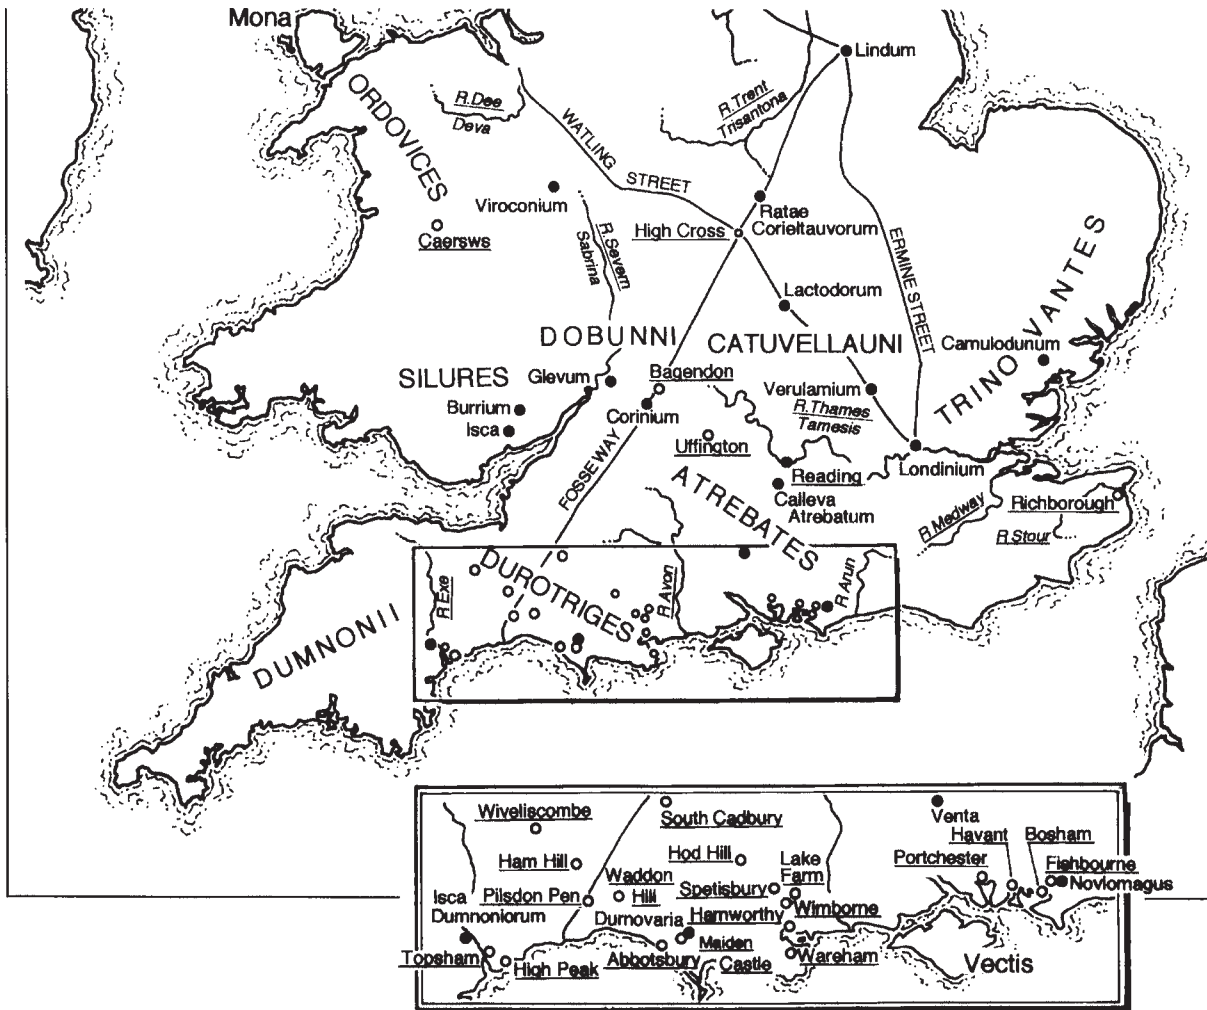 Mona
Lindum
ORDOVICES
R.Dee
Deva
R.Trent
Trisantona
WATLING
STREET
Viroconium
Ratae
Corieltauvorum
High Cross
Caersws
R.Severn
Sabrina
ERMINE STREET
TRINOVANTES
Lactodorum
DOBUNNI
CATUVELLAUNI
Camulodunum
SILURES
Glevum
Bagendon
Verulamium
Burrium
Isca
Corinium
R.Thames
Tamesis
Uffington
FOSSEWAY
Londinium
ATREBATES
Reading
Calleva
Atrebatum
R.Medway
Richborough
R.Stour
DUROTRIGES
R.Exe
R.Avon
R.Arun
DUMNONII
Wiveliscombe
South Cadbury
Venta
Havant
Bosham
Ham Hill
Hod Hill
Lake
Farm
Portchester
Fishbourne
Noviomagus
Waddon
Hill
Spetisbury
Isca
Dumnoniorum
Pilsdon Pen
Durnovaria
Hamworthy
Wimborne
Topsham
High Peak
Abbotsbury
Maiden
Castle
Wareham
Vectis